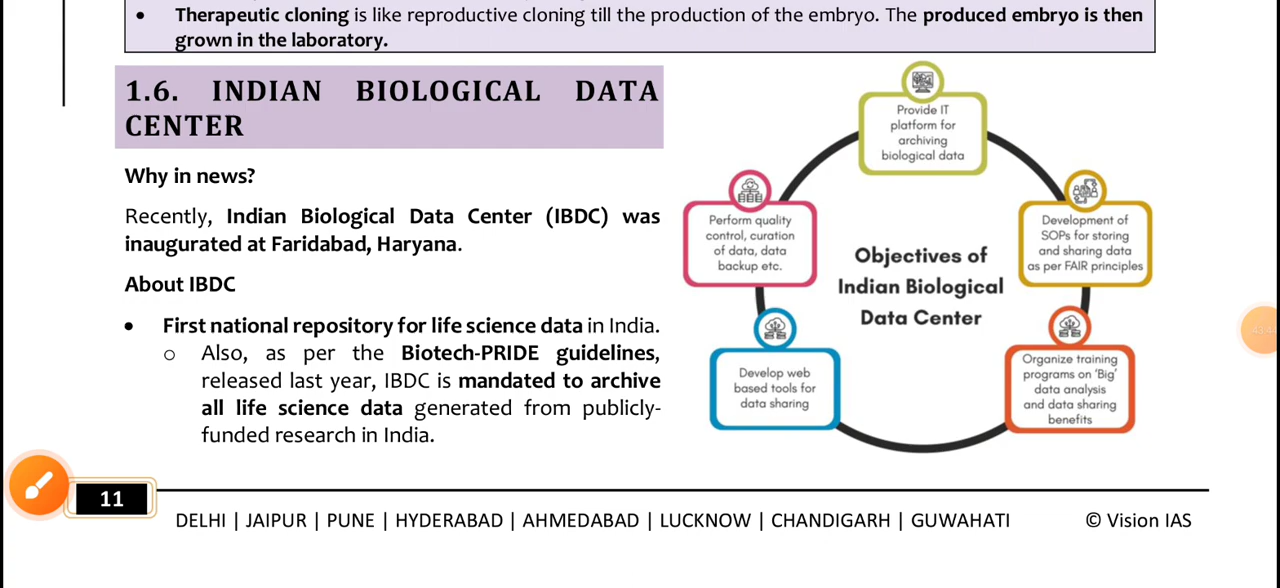 • Therapeutic cloning is like reproductive cloning till the production of the embryo. The produced embryo is then
grown in the laboratory.
1.6. INDIAN BIOLOGICAL DATA
CENTER
Why in news?
Recently, Indian Biological Data Center (IBDC) was
inaugurated at Faridabad, Haryana.
About IBDC
• First national repository for life science data in India.
o Also, as per the Biotech-PRIDE guidelines,
released last year, IBDC is mandated to archive
all life science data generated from publicly-
funded research in India.
Provide IT
platform for
archiving
biological data
Perform quality
control, curation
of data, data
backup etc.
Development of
SOPs for storing
and sharing data
as per FAIR principles
Objectives of
Indian Biological
Data Center
Develop web
based tools for
data sharing
Organize training
programs on 'Big'
data analysis
and data sharing
benefits
11
DELHI | JAIPUR | PUNE | HYDERABAD | AHMEDABAD | LUCKNOW | CHANDIGARH | GUWAHATI
© Vision IAS